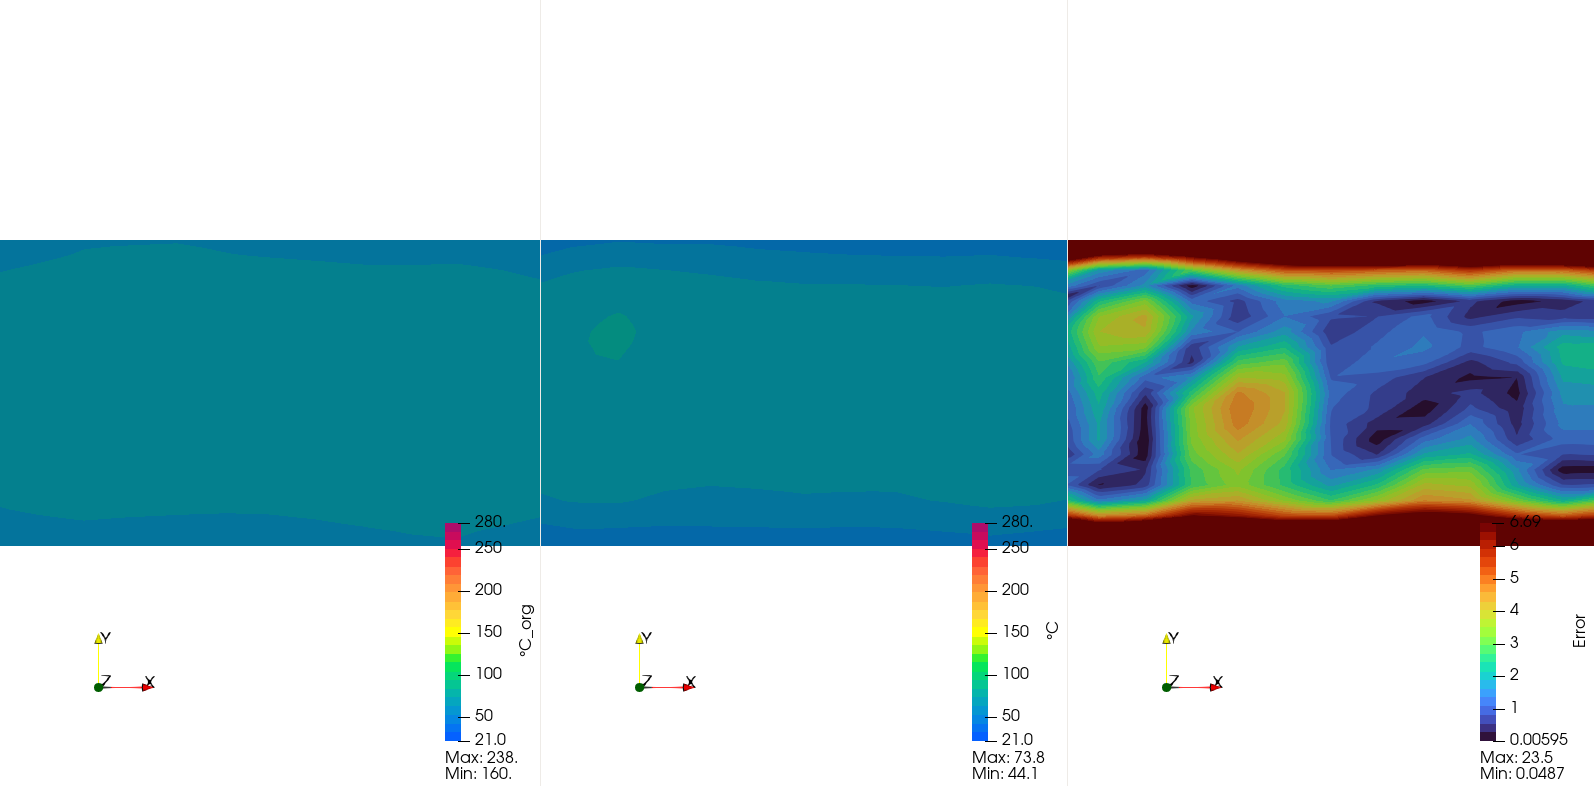 280.
250
200
150
100
50
21.0
°C_org
Max: 238.
Min: 160.
Y
Z
X
280.
250
200
150
100
50
21.0
°C
Max: 73.8
Min: 44.1
Y
Z
X
6.69
6
5
4
3
2
1
0.00595
Error
Max: 23.5
Min: 0.0487
Y
Z
X